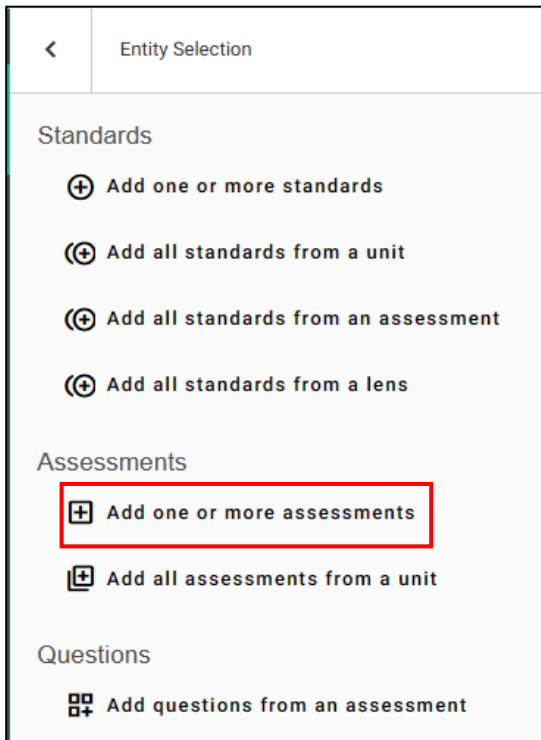 Entity Selection
Standards
Add one or more standards
Add all standards from a unit
Add all standards from an assessment
Add all standards from a lens
Assessments
Add one or more assessments
Add all assessments from a unit
Questions
Add questions from an assessment